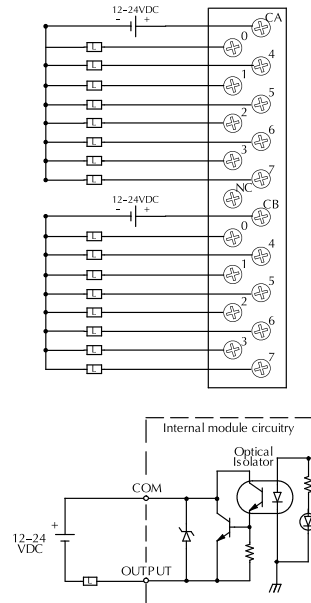 12-24VDC
- +
CA
L 0
L 4
L 1
L 5
L 2
L 6
L 3
L 7
NC
12-24VDC
- +
CB
L 0
L 4
L 1
L 5
L 2
L 6
L 3
L 7
Internal module circuitry
Optical
Isolator
COM
+
12-24
VDC
OUTPUT
L